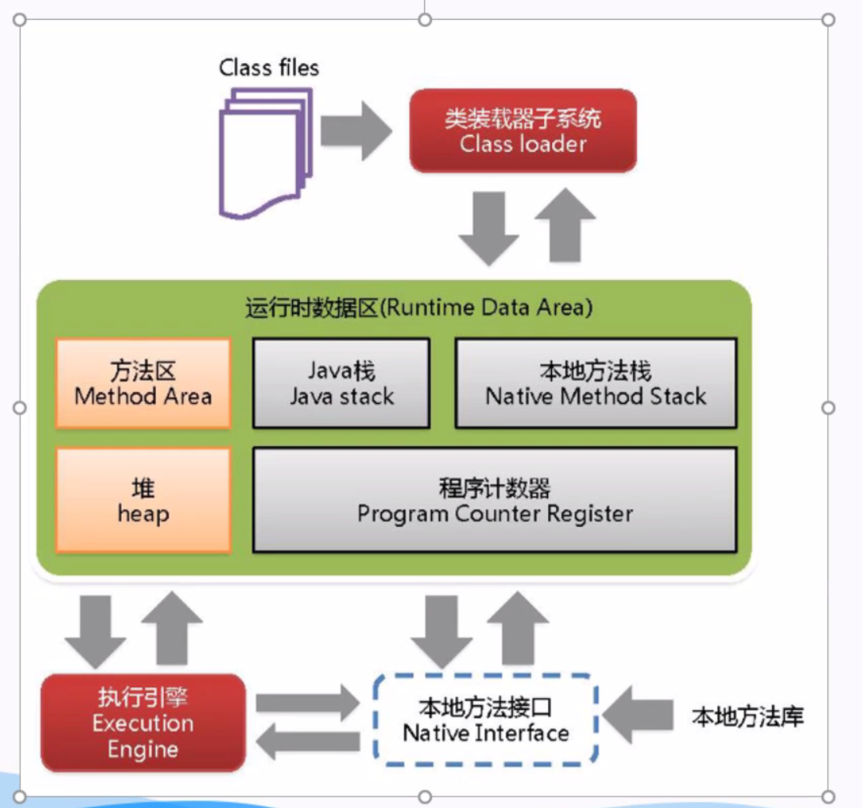 Class files
类装载器子系统
Class loader
运行时数据区(Runtime Data Area)
方法区
Method Area
Java栈
Java stack
本地方法栈
Native Method Stack
堆
heap
程序计数器
Program Counter Register
执行引擎
Execution
Engine
本地方法接口
Native Interface
本地方法库